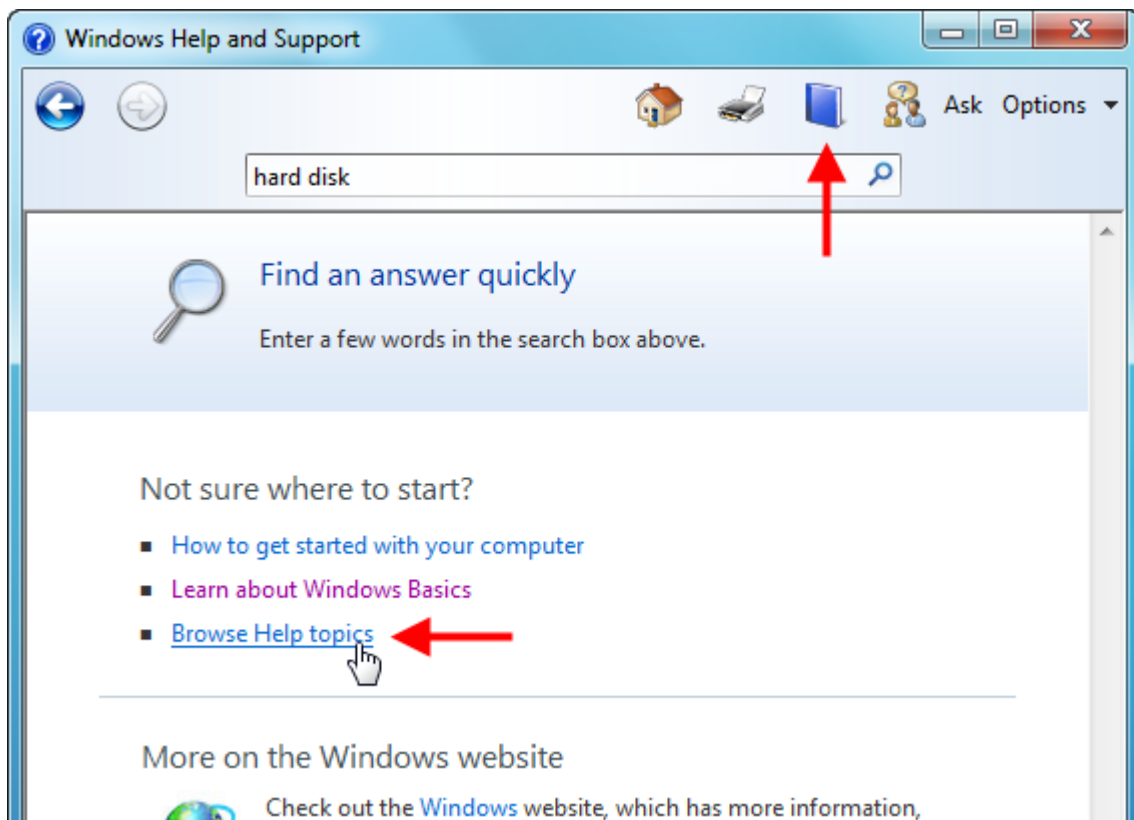 Windows Help and Support
Ask Options
hard disk
Find an answer quickly
Enter a few words in the search box above.
Not sure where to start?
How to get started with your computer
Learn about Windows Basics
Browse Help topics
More on the Windows website
Check out the Windows website, which has more information,